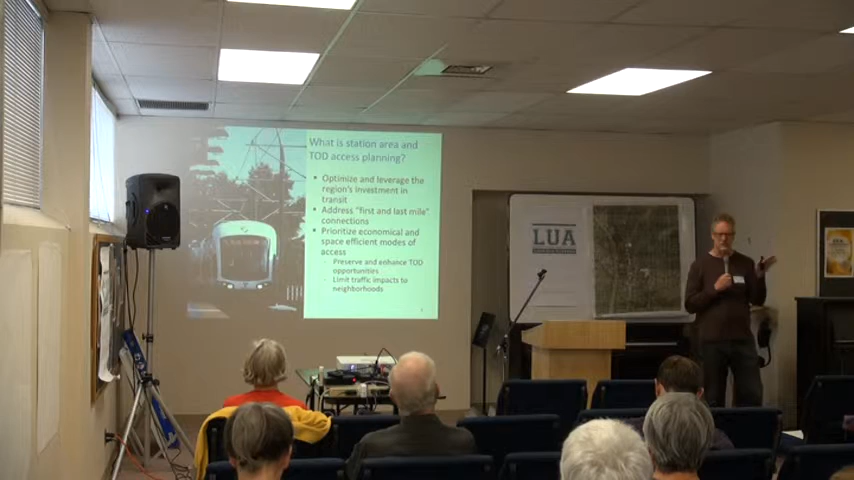 What is station area and
TOD access planning?
• Optimize and leverage the
region's investment in
transit
• Address "first and last mile"
connections
• Prioritize economical and
space efficient modes of
access
- Preserve and enhance TOD
opportunities
- Limit traffic impacts to
neighborhoods
LUA